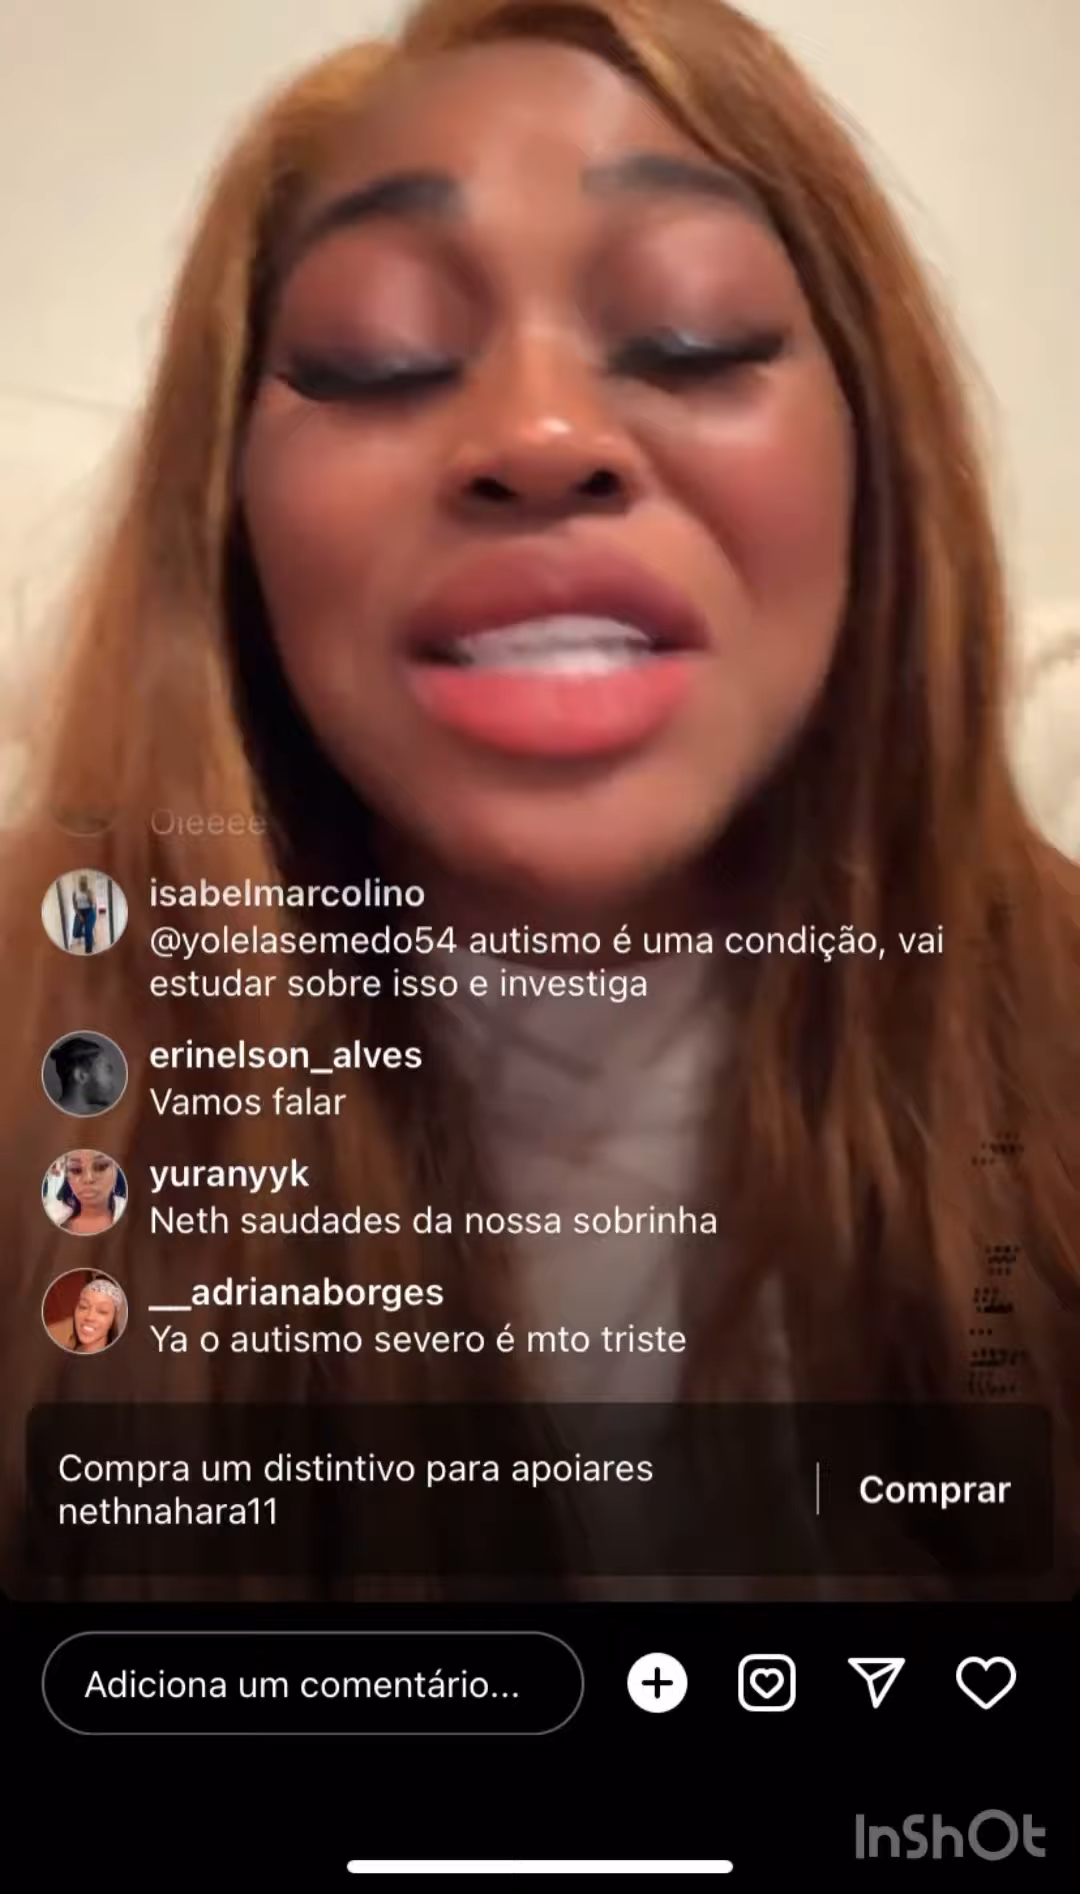 Oieeee
isabelmarcolino
@yolelasemedo54 autismo é uma condição, vai
estudar sobre isso e investiga
erinelson_alves
Vamos falar
yuranyyk
Neth saudades da nossa sobrinha
__adrianaborges
Ya o autismo severo é mto triste
Compra um distintivo para apoiares
nethnahara11
Comprar
Adiciona um comentário...
InShOt